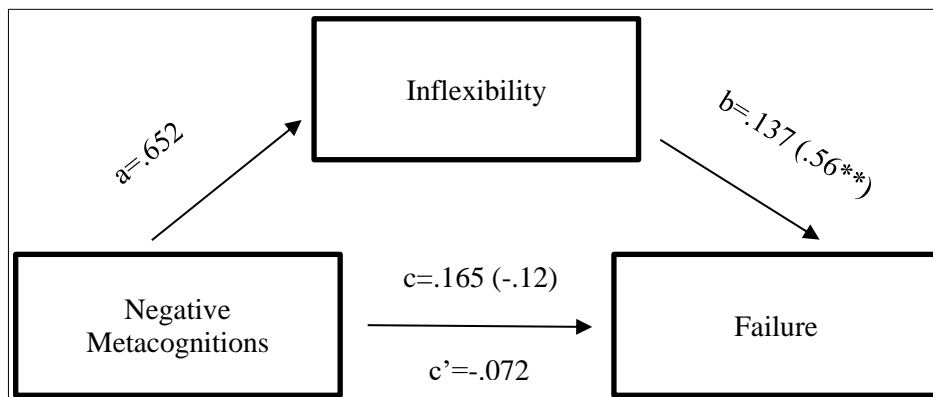 Inflexibility
a=.652
b=.137 (.56**)
c=.165 (-.12)
Negative
Metacognitions
Failure
c’=-.072